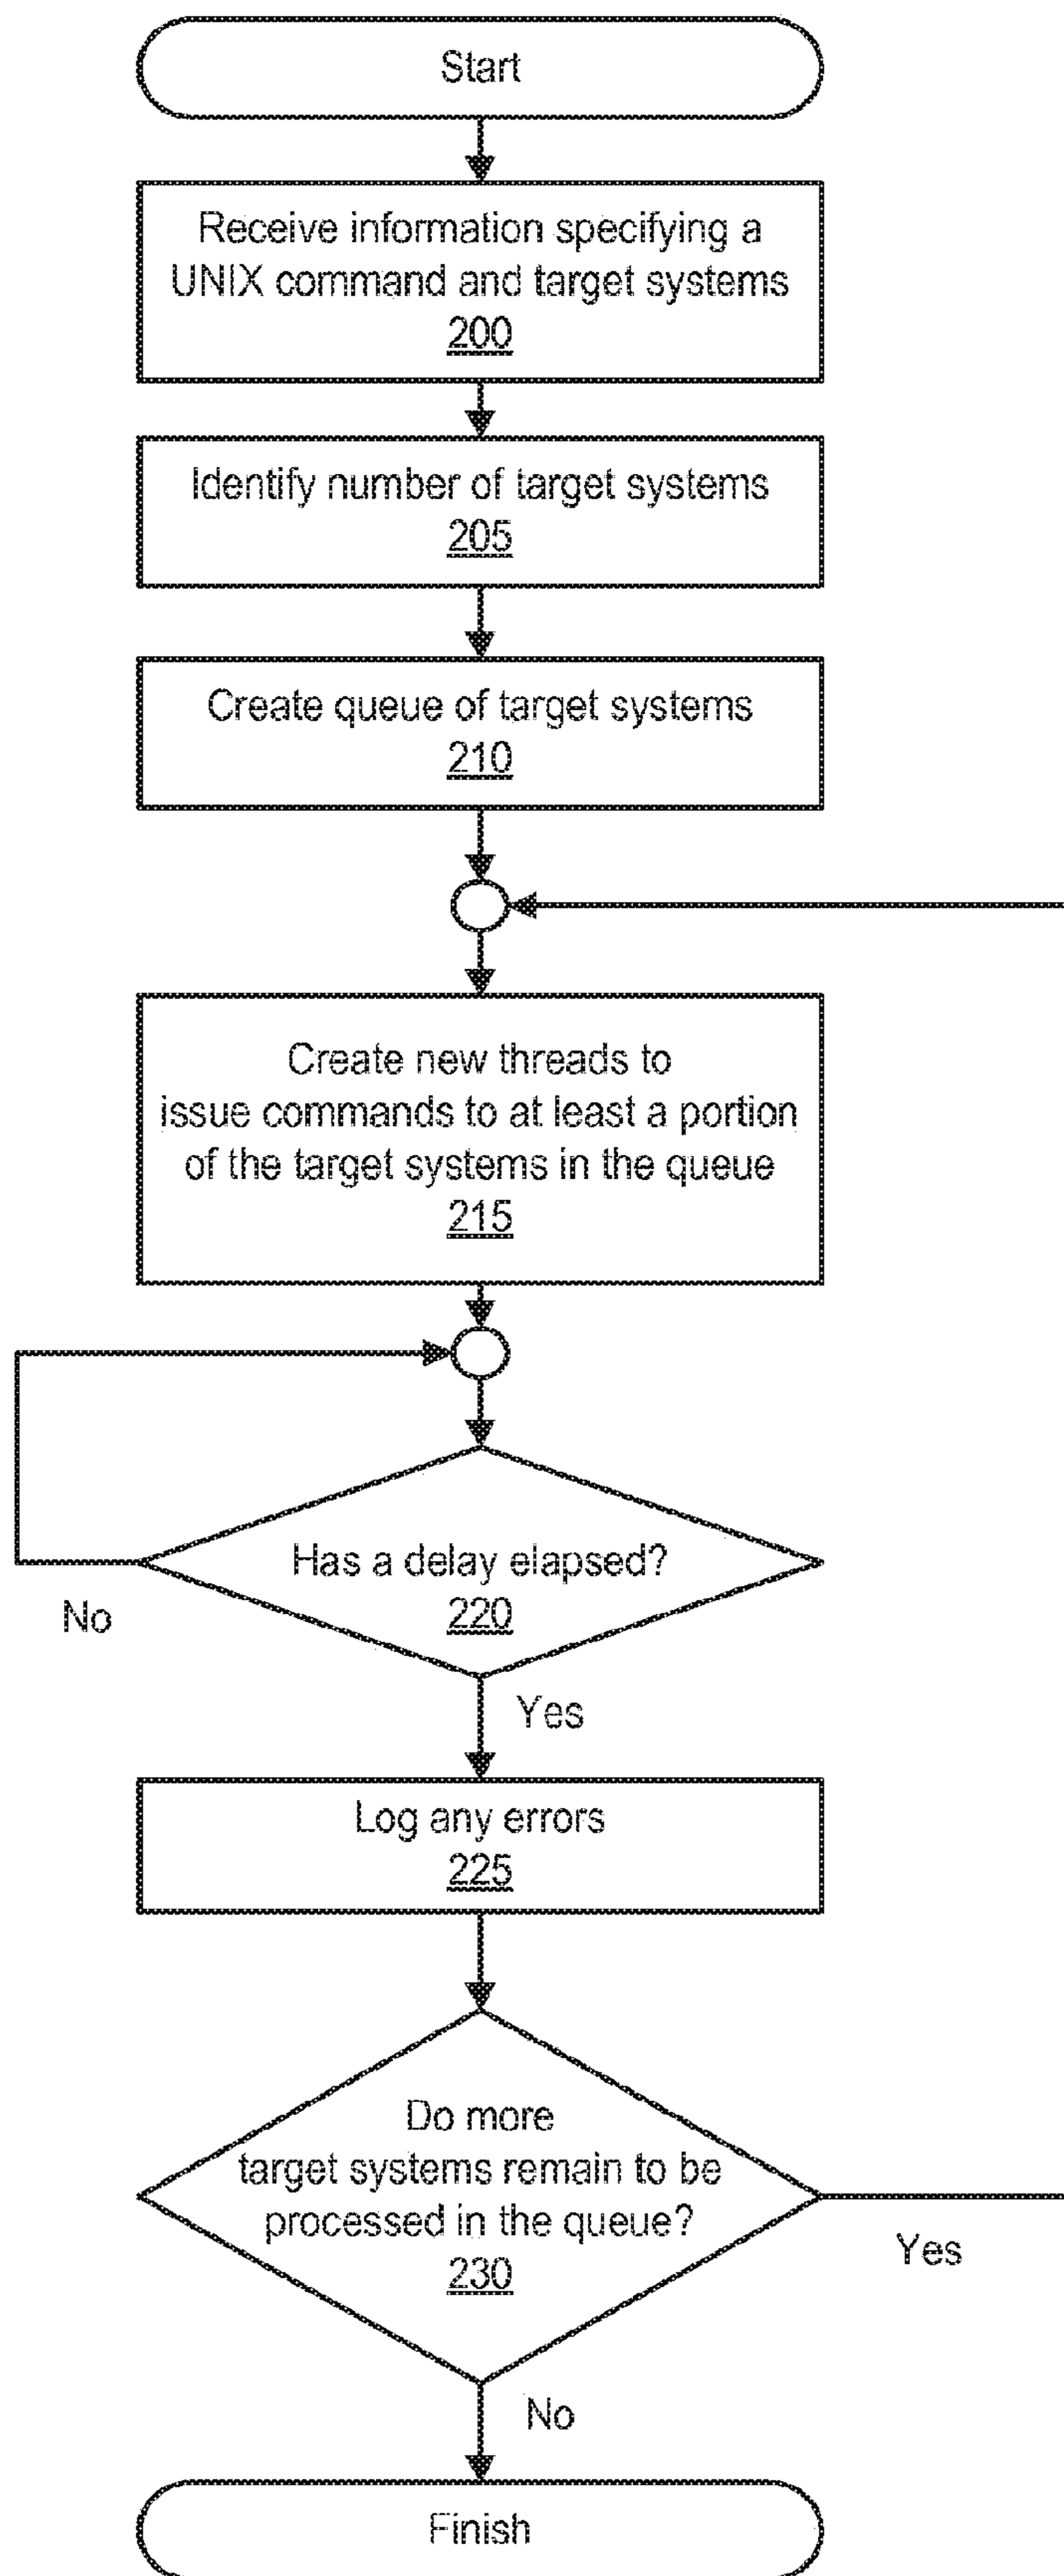 Start
Receive information specifying a
UNIX command and target systems
200
Identify number of target systems
205
Create queue of target systems
210
Create new threads to
issue commands to at least a portion
of the target systems in the queue
215
Has a delay elapsed?
220
No
Yes
Log any errors
225
Do more
target systems remain to be
processed in the queue?
230
Yes
No
Finish